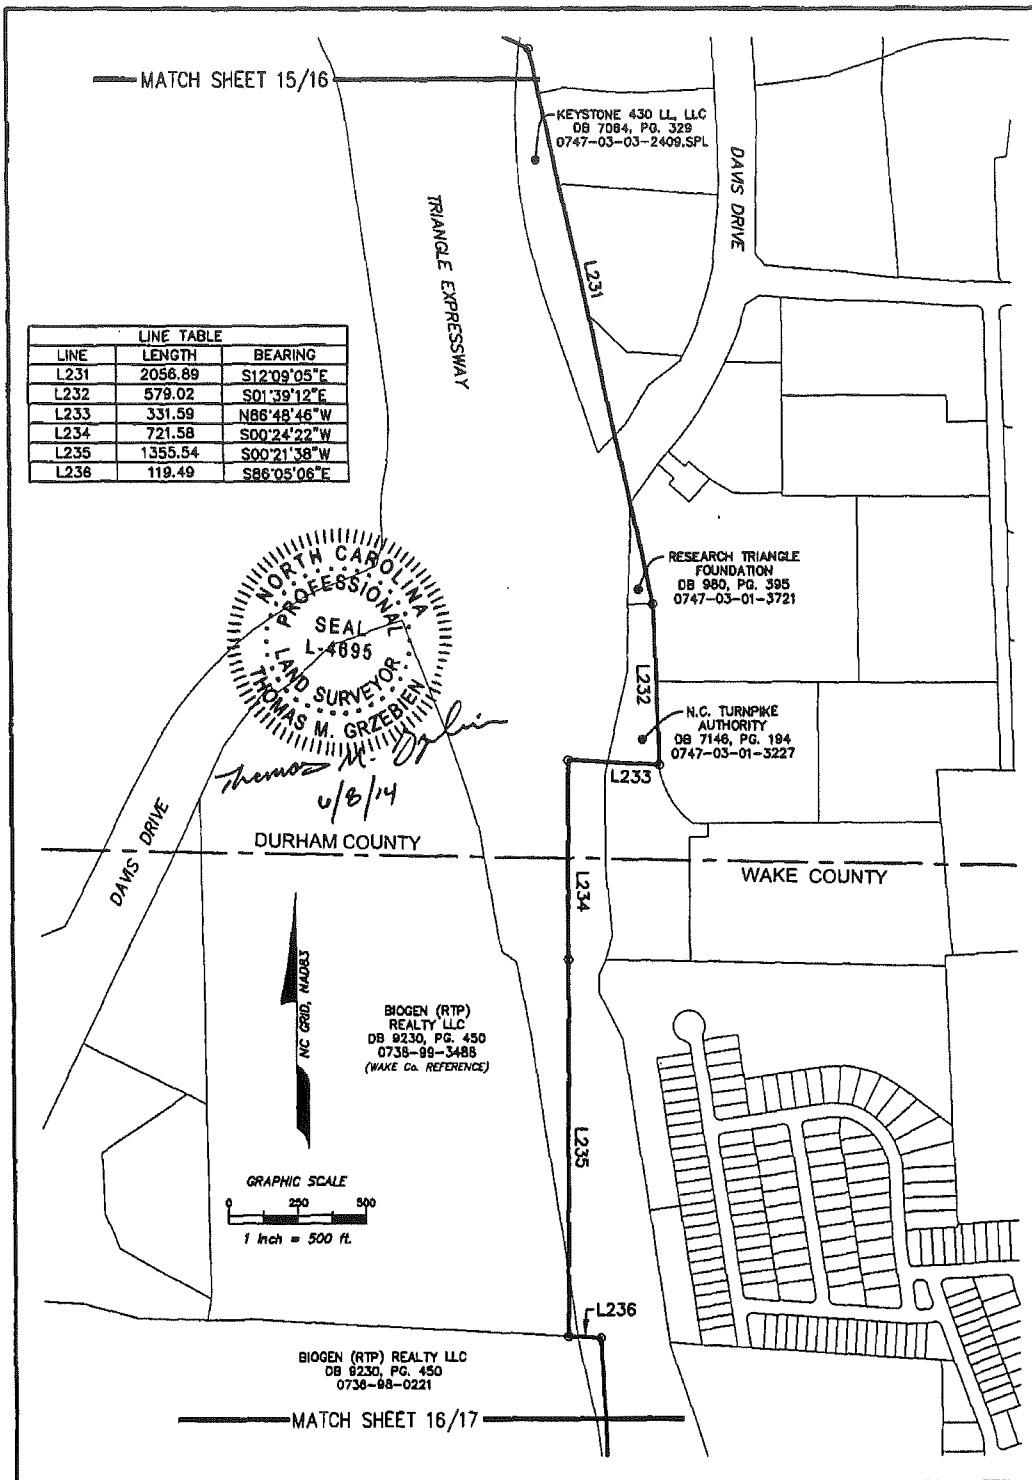 MATCH SHEET 15/16
KEYSTONE 430 LL, LLC
DB 7084, PG. 329
0747-03-03-2409.SPL
DAVIS DRIVE
TRIANGLE EXPRESSWAY
L231
LINE TABLE
LINE LENGTH BEARING
L231 2056.89 S12°09'05"E
L232 579.02 S01°39'12"E
L233 331.59 N86°48'46"W
L234 721.58 S00°24'22"W
L235 1355.54 S00°21'38"W
L236 119.49 S86°05'06"E
NORTH CAROLINA
PROFESSIONAL
SEAL
L-4695
LAND SURVEYOR
THOMAS M. GRZEBIEN
Thomas M. Grzebien
6/8/14
RESEARCH TRIANGLE
FOUNDATION
DB 980, PG. 395
0747-03-01-3721
L232
N.C. TURNPIKE
AUTHORITY
DB 7146, PG. 194
0747-03-01-3227
L233
DAVIS DRIVE
DURHAM COUNTY
WAKE COUNTY
L234
NC GRID, NAD83
BIOGEN (RTP)
REALTY LLC
DB 9230, PG. 450
0738-99-3488
(WAKE Co. REFERENCE)
L235
GRAPHIC SCALE
0 250 500
1 inch = 500 ft.
L236
BIOGEN (RTP) REALTY LLC
DB 9230, PG. 450
0736-98-0221
MATCH SHEET 16/17